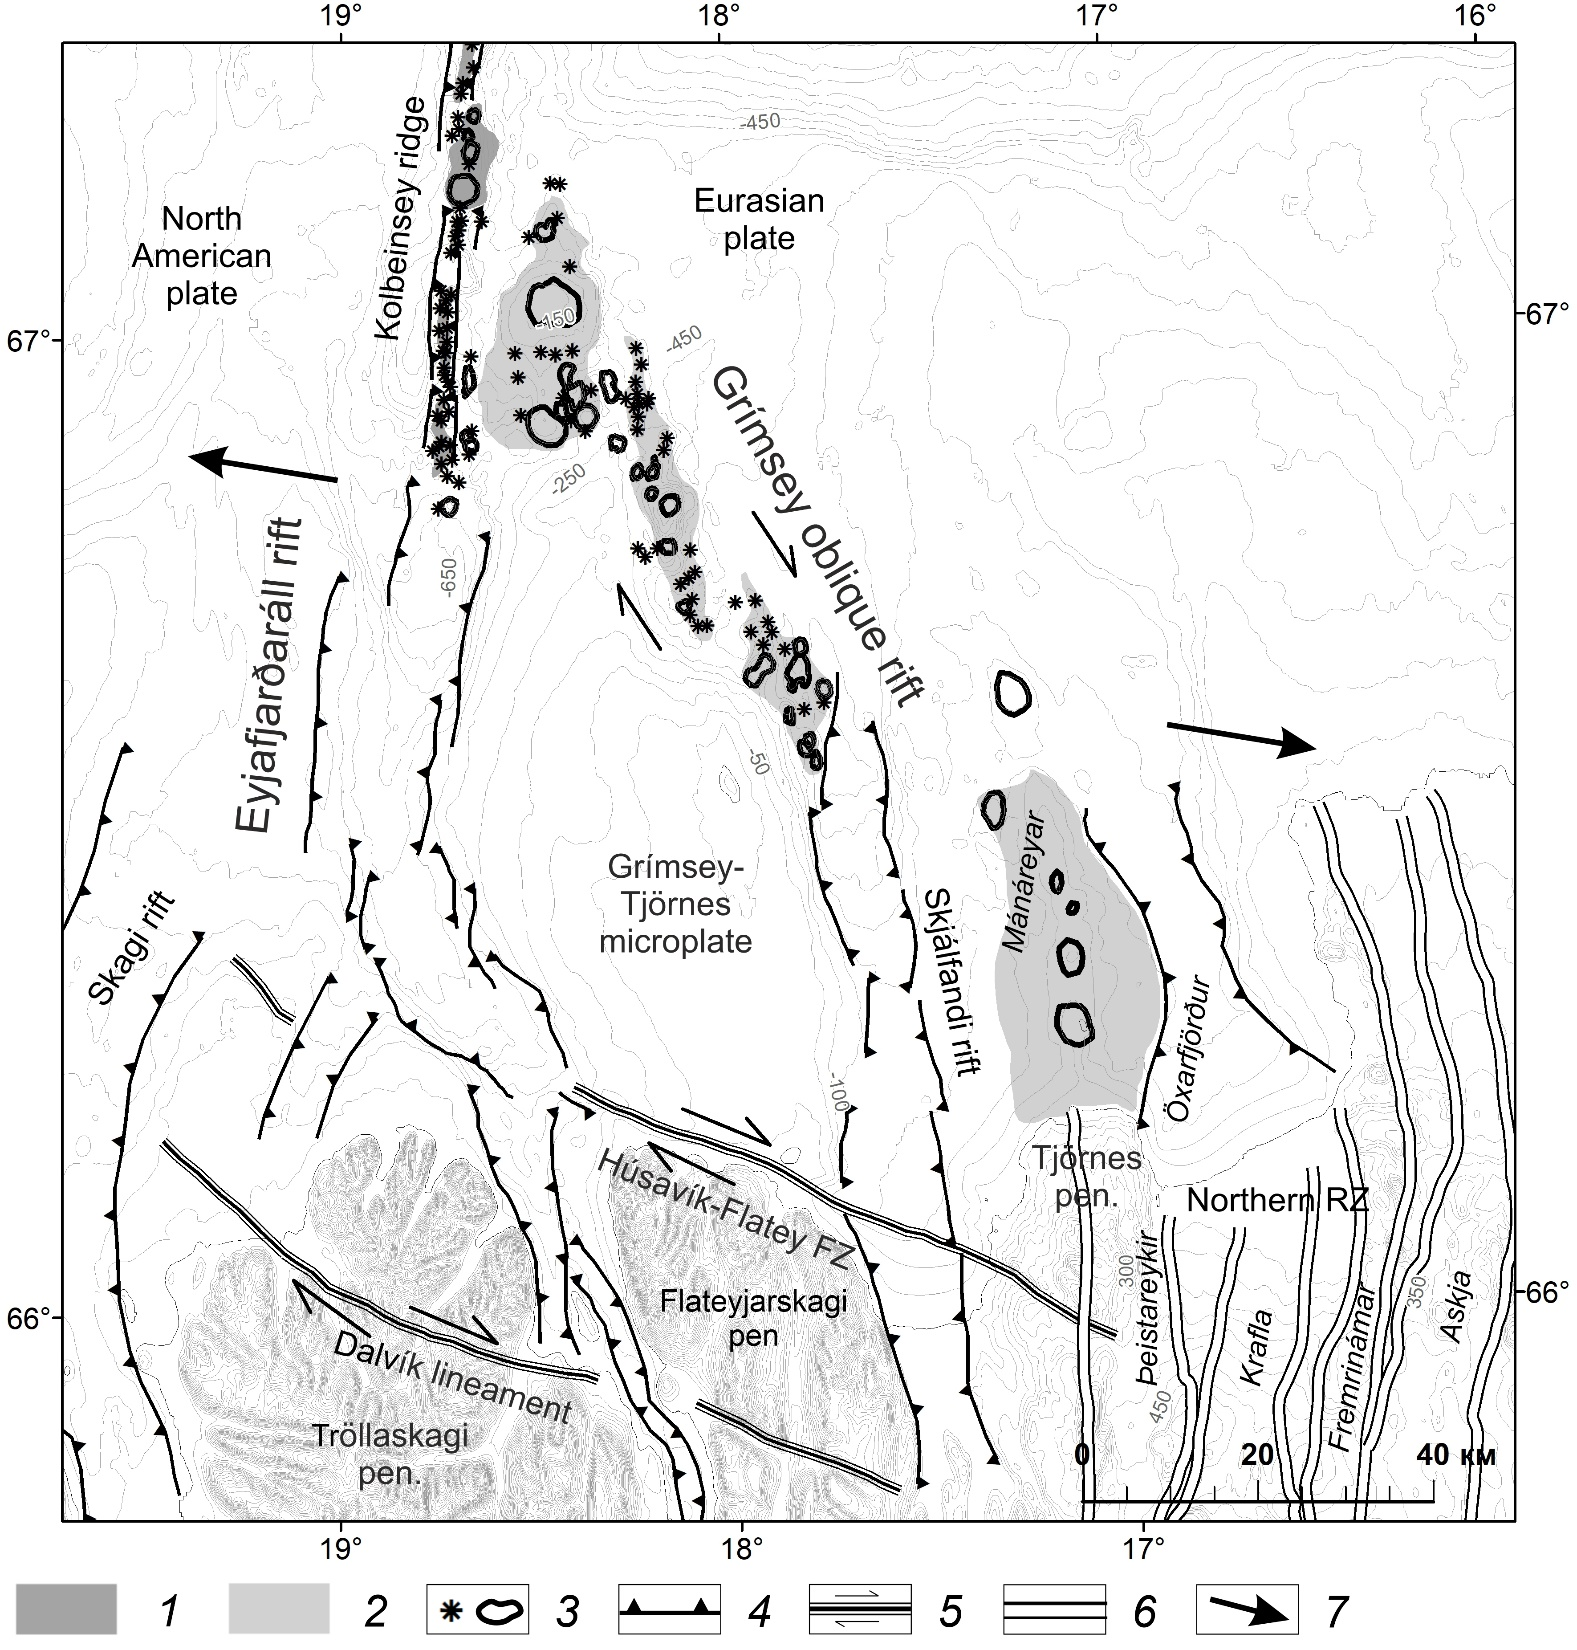 19°
18°
17°
16°
-450
Kolbeinsey ridge
North
American
plate
Eurasian
plate
67°
67°
-150
-450
-250
Grímsey oblique rift
Eyjafjarðaráll rift
-650
-50
Grímsey-
Tjörnes
microplate
Mánáreyar
Skagi rift
Skjálfandi rift
Öxarfjörður
-100
Tjörnes
pen.
Húsavík-Flatey FZ
Northern RZ
300
Þeistareykir
Krafla
Fremrinámar
350
Askja
66°
66°
Flateyjarskagi
pen
Dalvík lineament
450
Tröllaskagi
pen.
0
20
40 км
19°
18°
17°
1
2
3
4
5
6
7